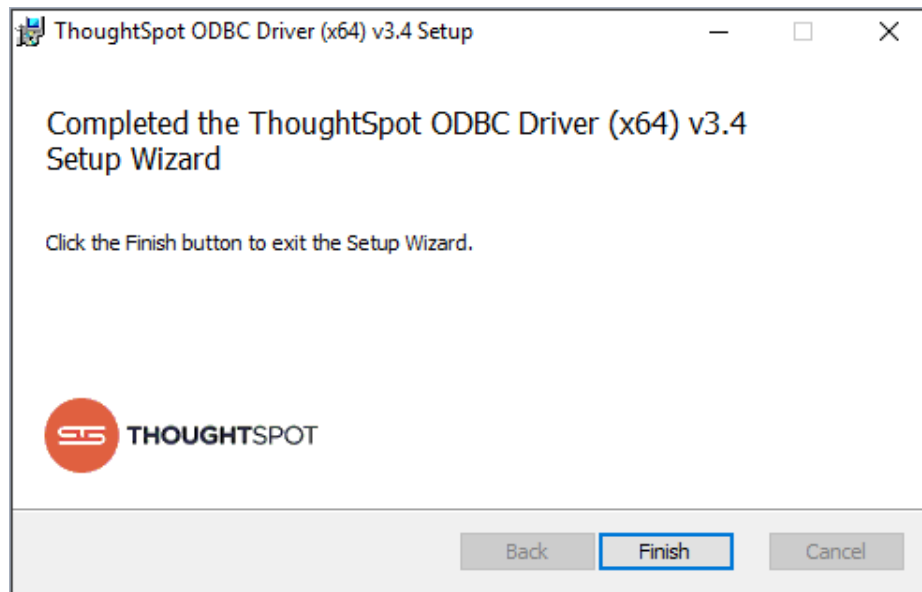 ThoughtSpot ODBC Driver (x64) v3.4 Setup
Completed the ThoughtSpot ODBC Driver (x64) v3.4
Setup Wizard
Click the Finish button to exit the Setup Wizard.
THOUGHTSPOT
Back Finish Cancel